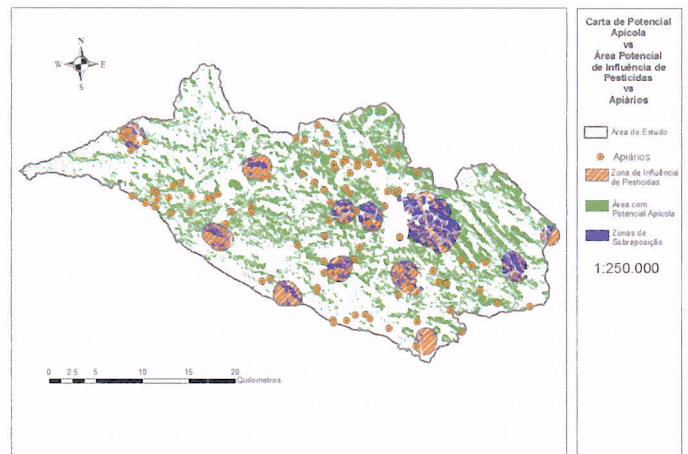 Carta de Potencial
Apícola
vs
Área Potencial
de Influência de
Pesticidas
vs
Apiários
N
W E
S
Área de Estudo
Apiários
Zona de Influência
de Pesticidas
Área com
Potencial Apícola
Zonas de
Sobreposição
1:250.000
0 2.5 5 10 15 20
Quilometros